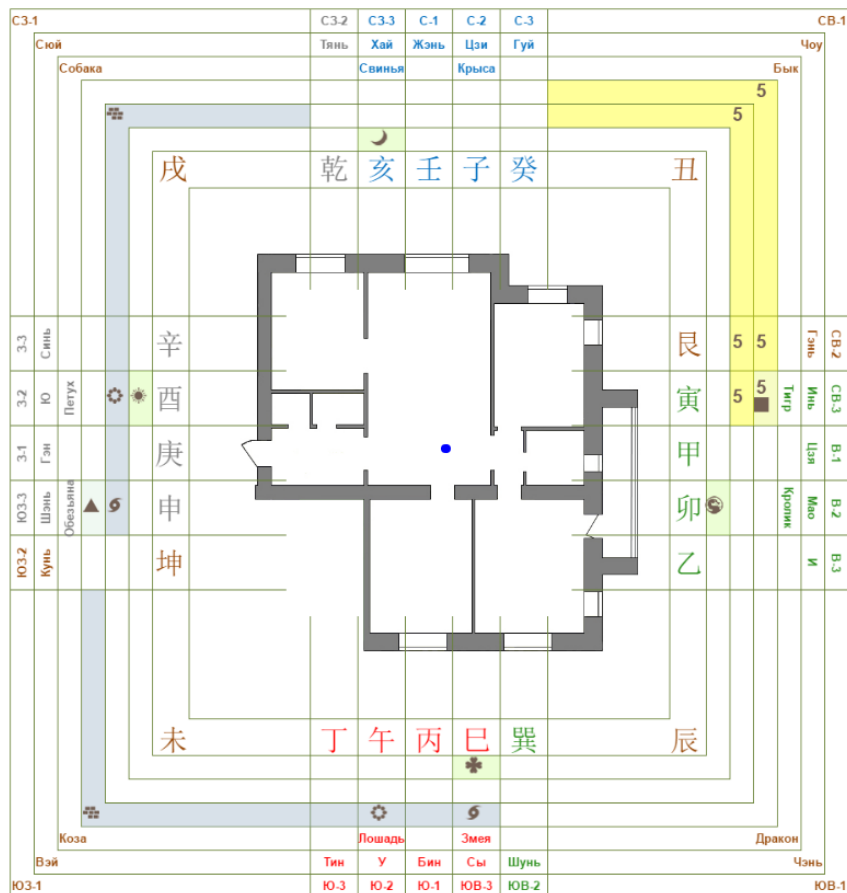 СЗ-1 СЗ-2 СЗ-3 С-1 С-2 С-3 СВ-1
Сюй Тянь Хай Жэнь Цзи Гуй Чоу
Собака Свинья Крыса Бык
5
5
戌 乾 亥 壬 子 癸 丑
З-3 Синь 辛 艮 5 5 Гэнь СВ-2
З-2 Ю Петух 酉 寅 5 5 Тигр Инь СВ-3
З-1 Гэн 庚 甲 Цзя В-1
ЮЗ-3 Шэнь Обезьяна 申 卯 Кролик Мао В-2
ЮЗ-2 Кунь 坤 乙 И В-3
未 丁 午 丙 巳 巽 辰
Коза Лошадь Змея Дракон
Вэй Тин У Бин Сы Шунь Чэнь
ЮЗ-1 Ю-3 Ю-2 Ю-1 ЮВ-3 ЮВ-2 ЮВ-1